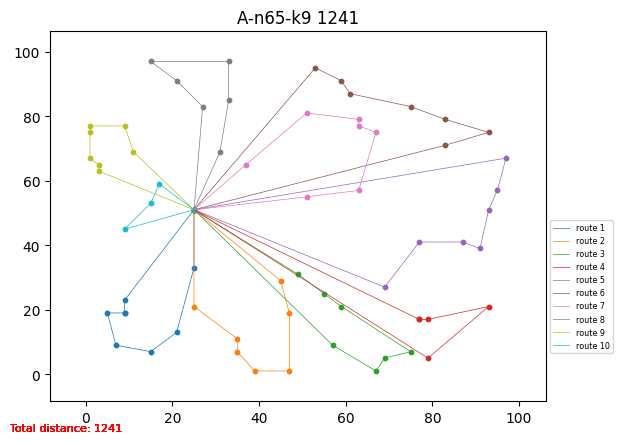 A-n65-k9 1241
100
80
60
40
20
0
0 20 40 60 80 100
route 1
route 2
route 3
route 4
route 5
route 6
route 7
route 8
route 9
route 10
Total distance: 1241